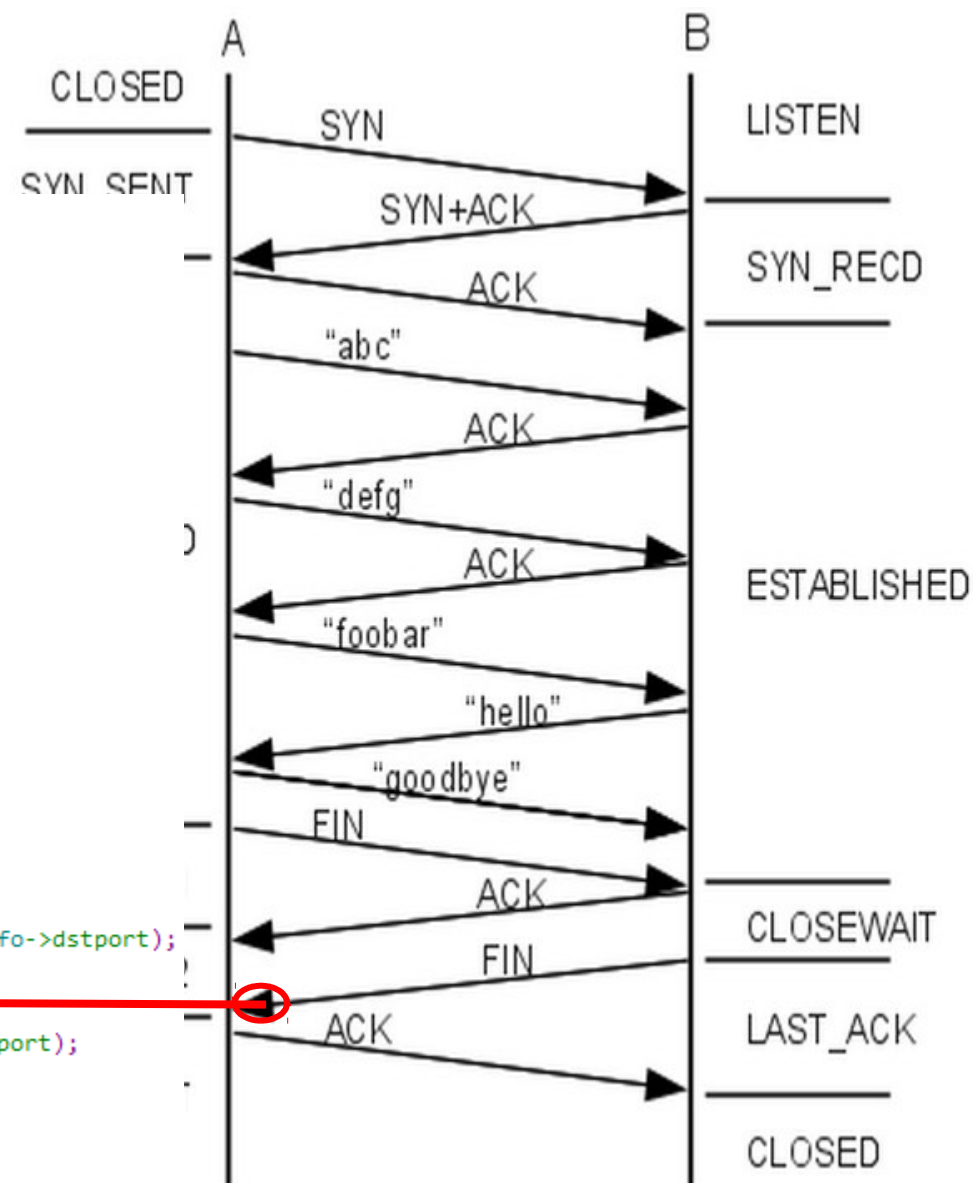 A
B
CLOSED
SYN
LISTEN
SYN_SENT
SYN+ACK
SYN_RECD
ACK
“abc”
ACK
“defg”
ACK
ESTABLISHED
“foobar”
“hello”
“goodbye”
FIN
ACK
CLOSEWAIT
fo->dstport);
FIN
ACK
LAST_ACK
port);
CLOSED